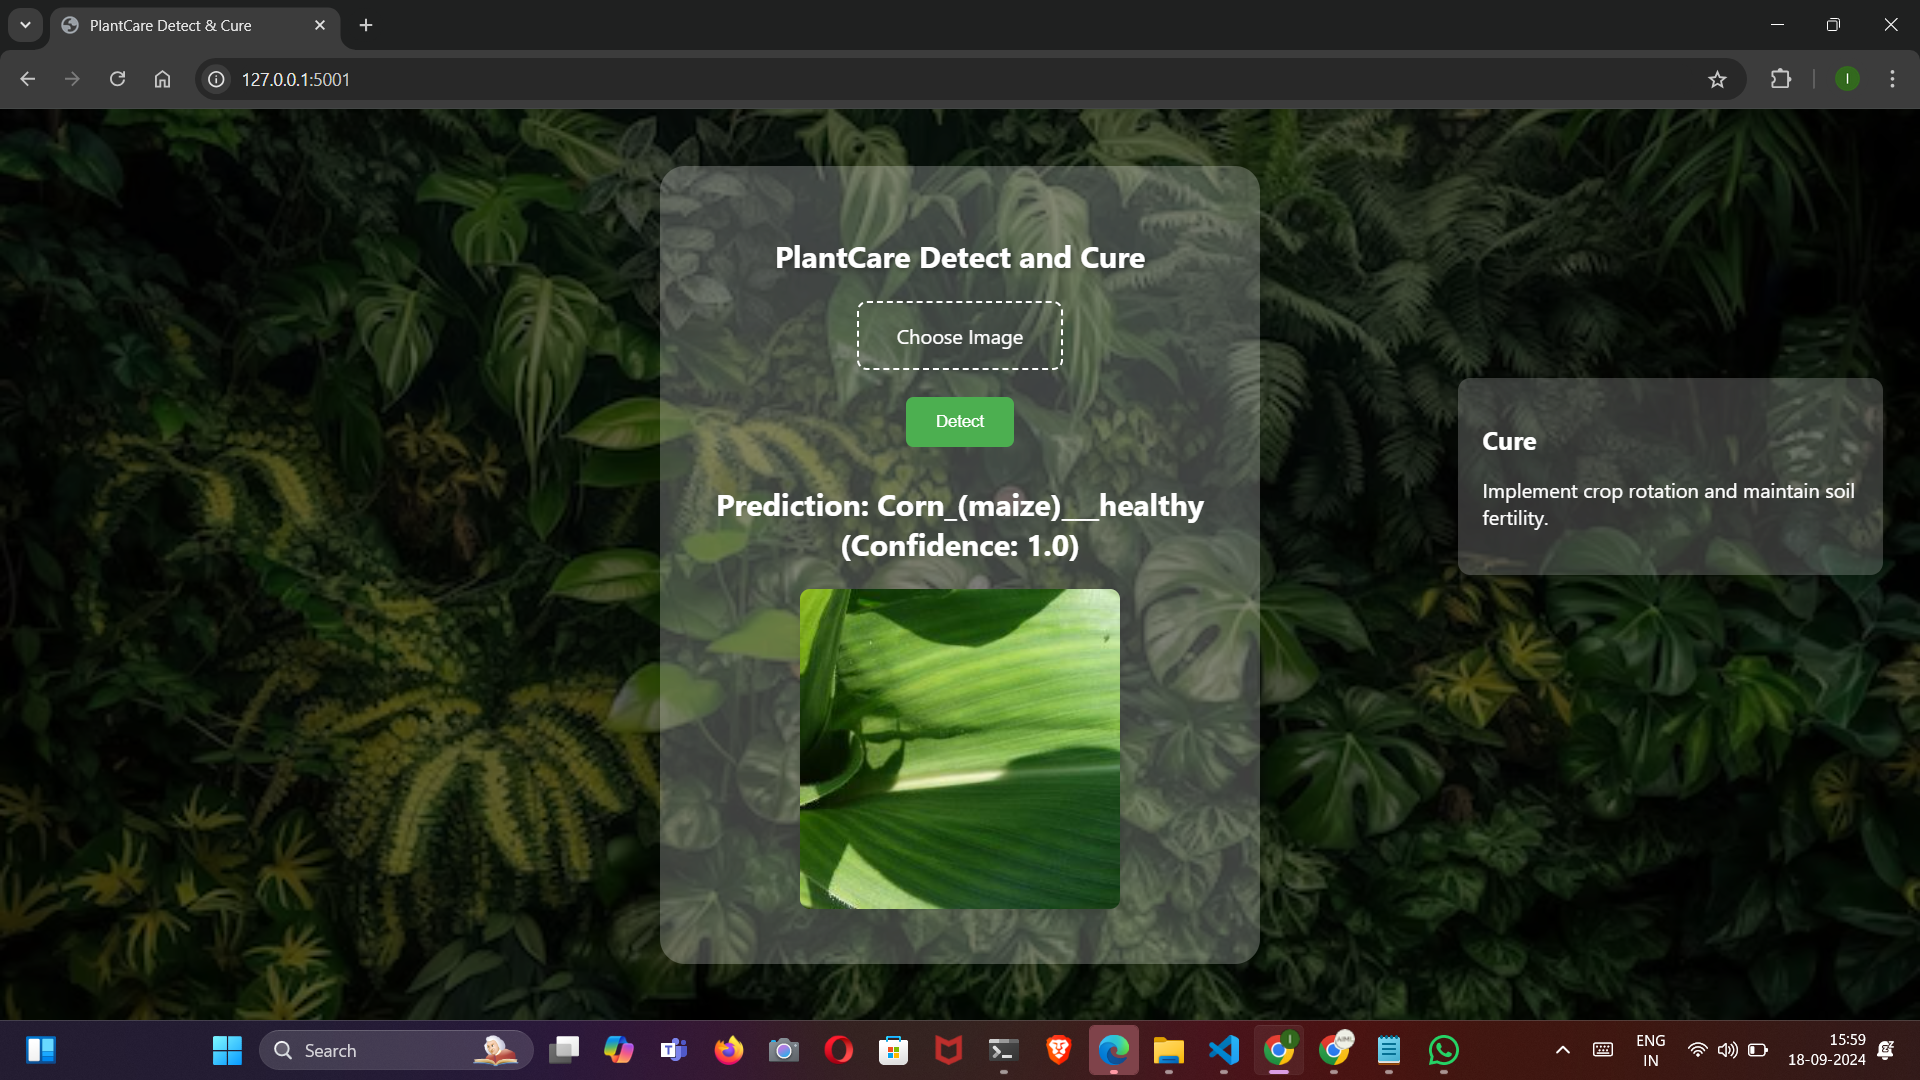 PlantCare Detect & Cure
127.0.0.1:5001
I
PlantCare Detect and Cure
Choose Image
Detect
Prediction: Corn_(maize)___healthy
(Confidence: 1.0)
Cure
Implement crop rotation and maintain soil
fertility.
Search
ENG
IN
15:59
18-09-2024